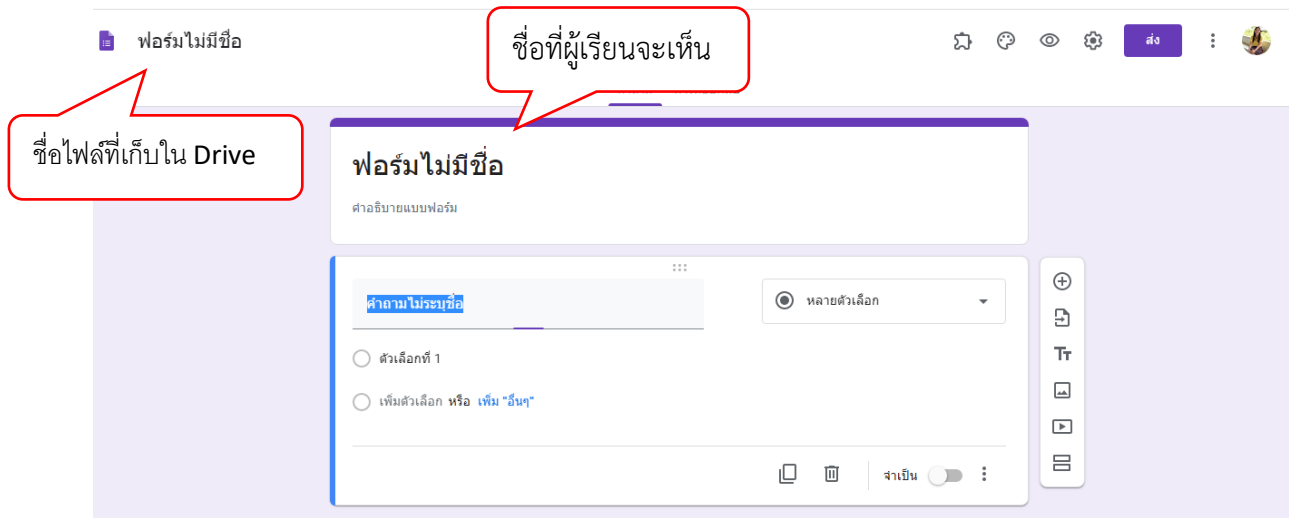 ฟอร์มไม่มีชื่อ
ชื่อที่ผู้เรียนจะเห็น
ส่ง
ชื่อไฟล์ที่เก็บใน Drive
ฟอร์มไม่มีชื่อ
คำอธิบายแบบฟอร์ม
คำถามไม่ระบุชื่อ
หลายตัวเลือก
ตัวเลือกที่ 1
เพิ่มตัวเลือก หรือ เพิ่ม "อื่นๆ"
จำเป็น